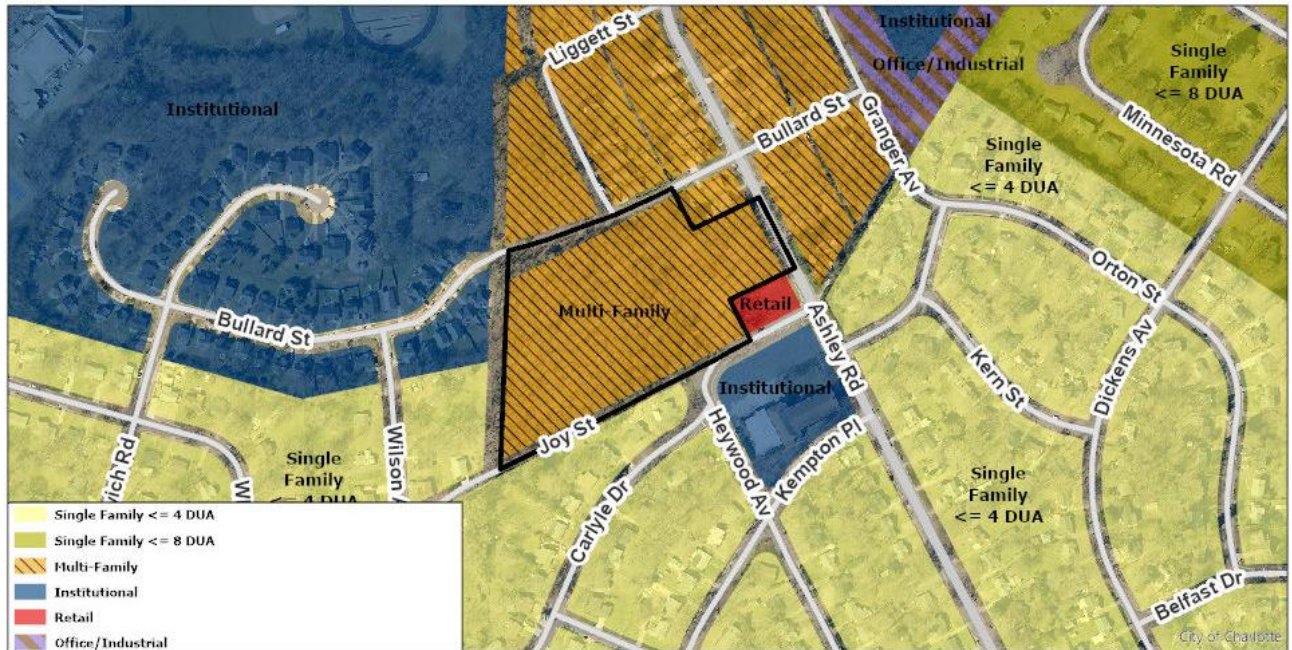 Institutional
Office/Industrial
Single
Family
<= 8 DUA
Liggett St
Institutional
Bullard St
Granger Av
Minnesota Rd
Single
Family
<= 4 DUA
Orton St
Multi-Family
Retail
Bullard St
Ashley Rd
Institutional
Kern St
Dickens Av
Joy St
Heywood Av
Kempton Pl
Wilson A
vich Rd
Wi
Single
Family
<= 4 DUA
Single
Family
<= 4 DUA
Carlyle Dr
Belfast Dr
Single Family <= 4 DUA
Single Family <= 8 DUA
Multi-Family
Institutional
Retail
Office/Industrial
City of Charlotte